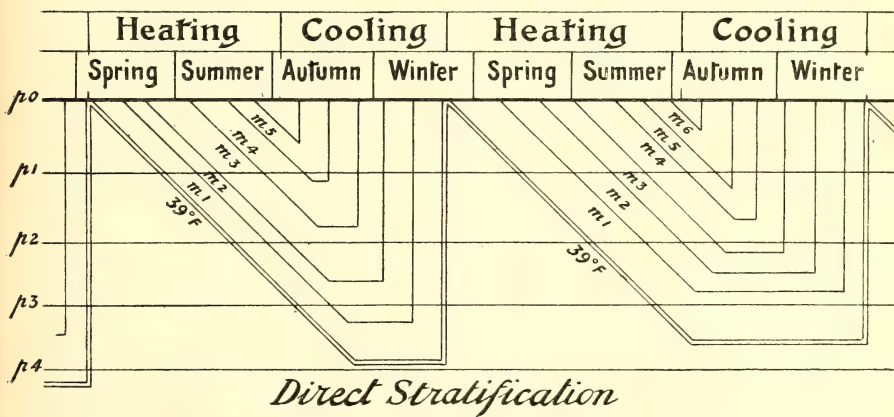 Heating Cooling Heating Cooling
Spring Summer Autumn Winter Spring Summer Autumn Winter
p0
m5 m6
m4 m5
p1 m3 m4
m2 m3
m1 m2
39°F m1
p2
39°F
p3
p4
Direct Stratification